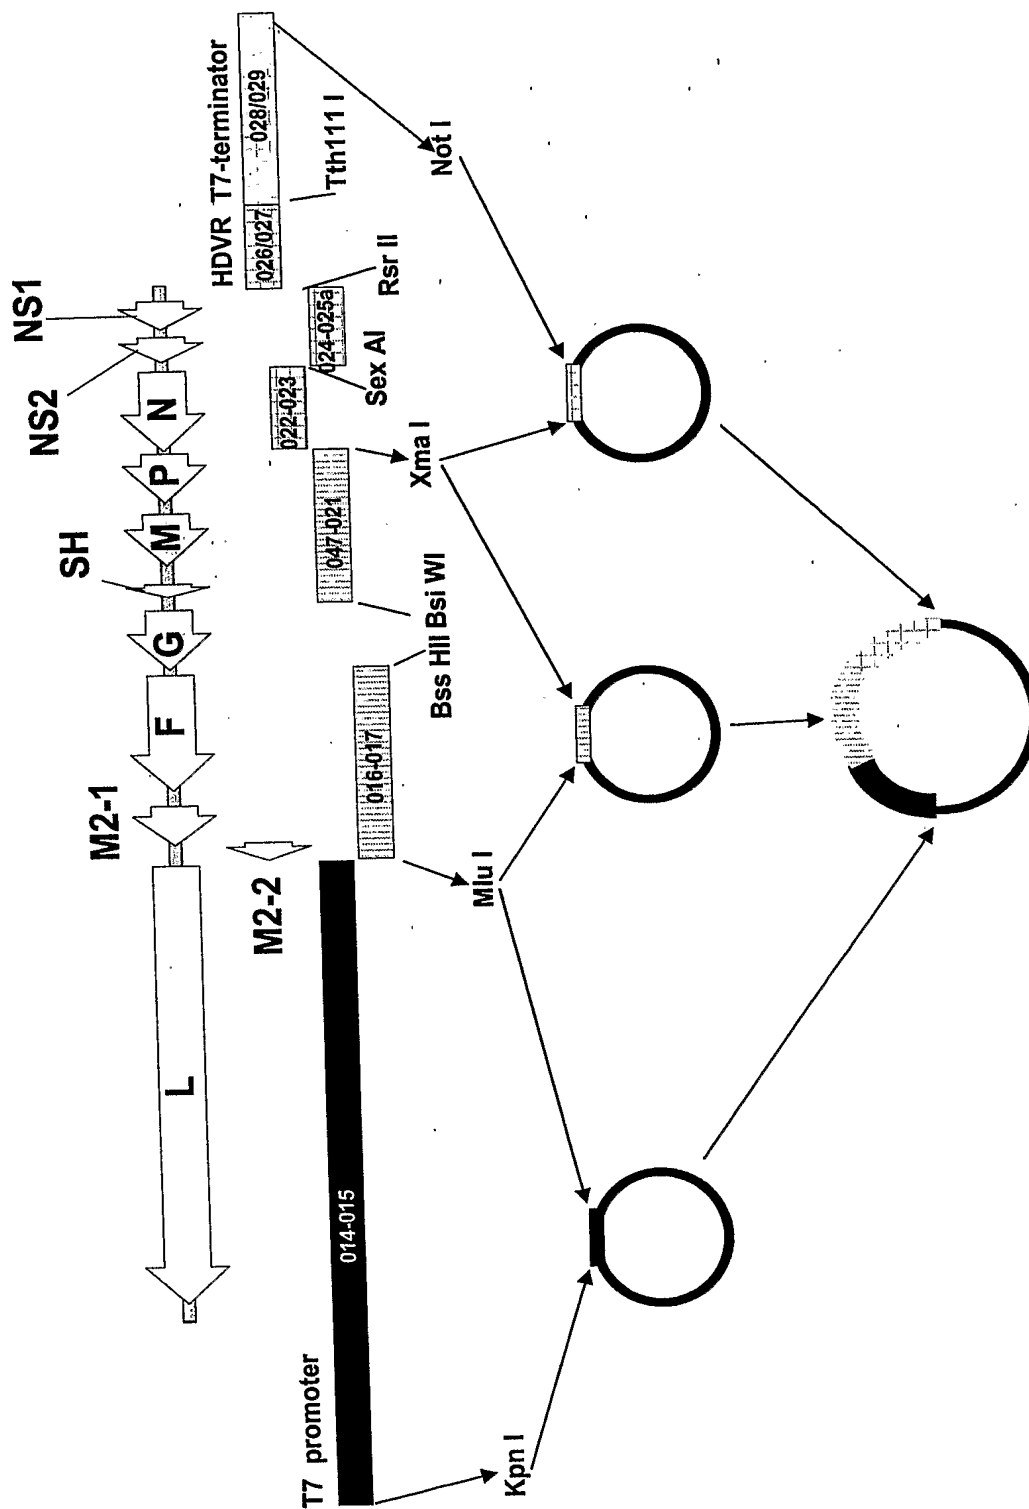 NS1
NS2
N
P
M
SH
G
F
M2-1
L
M2-2
HDVR T7-terminator
026/027
028/029
Tth111 I
024-025a
Rsr II
022-023
Sex AI
047-021
Xma I
Bsi WI
Bss HII
016-017
Mlu I
Not I
T7 promoter
014-015
Kpn I